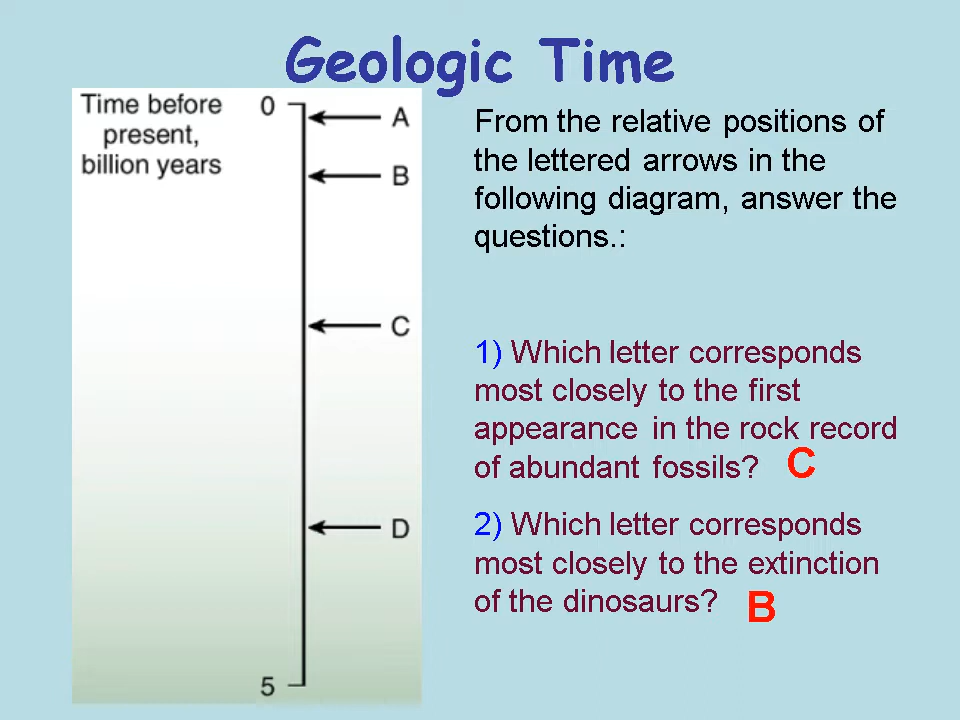 Geologic Time
Time before
present,
billion years
0
A
B
C
D
5
From the relative positions of
the lettered arrows in the
following diagram, answer the
questions.:
1) Which letter corresponds
most closely to the first
appearance in the rock record
of abundant fossils? C
2) Which letter corresponds
most closely to the extinction
of the dinosaurs? B